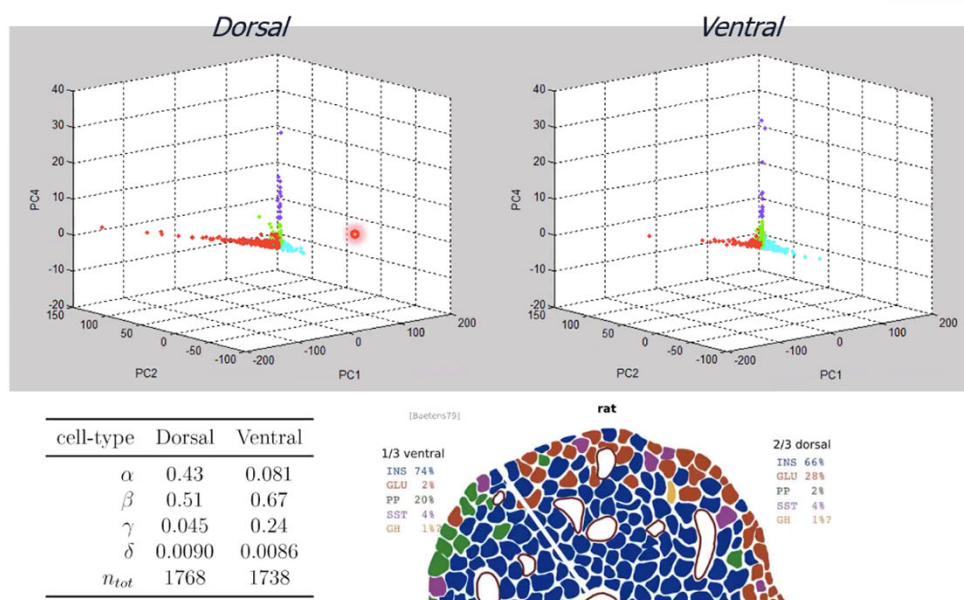 Dorsal
Ventral
40
30
20
10
0
-10
-20
PC4
150
100
50
0
-50
-100
PC2
-200
-100
0
100
200
PC1
40
30
20
10
0
-10
-20
PC4
150
100
50
0
-50
-100
PC2
-200
-100
0
100
200
PC1
cell-type Dorsal Ventral
α 0.43 0.081
β 0.51 0.67
γ 0.045 0.24
δ 0.0090 0.0086
n_tot 1768 1738
[Baetens79]
rat
1/3 ventral
INS 74%
GLU 2%
PP 20%
SST 4%
GH 1%?
2/3 dorsal
INS 66%
GLU 28%
PP 2%
SST 4%
GH 1%?